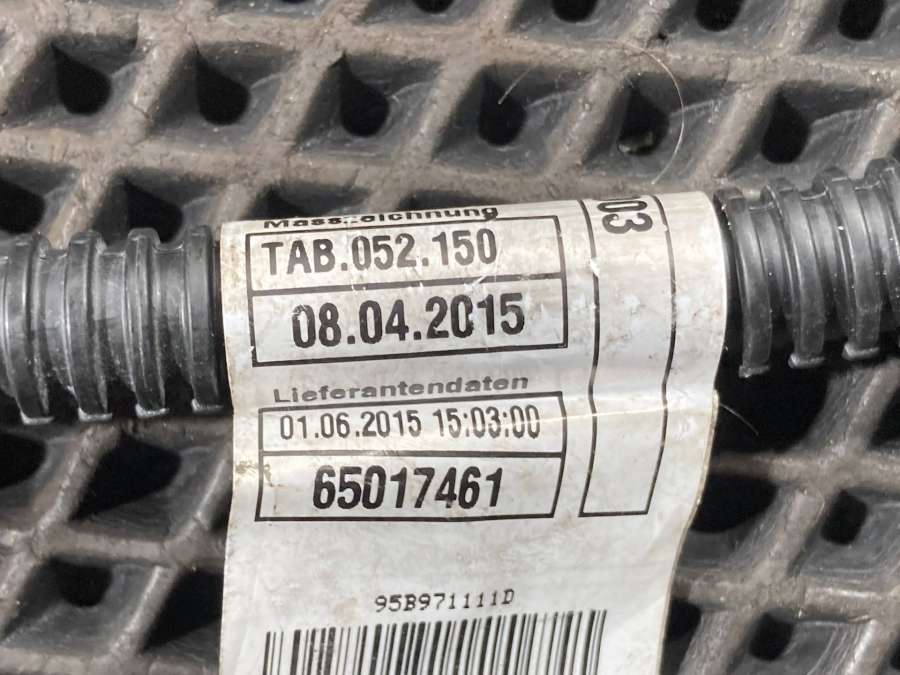 TAB.052.150
08.04.2015
Lieferantendaten
01.06.2015 15:03:00
65017461
95B971111D
03